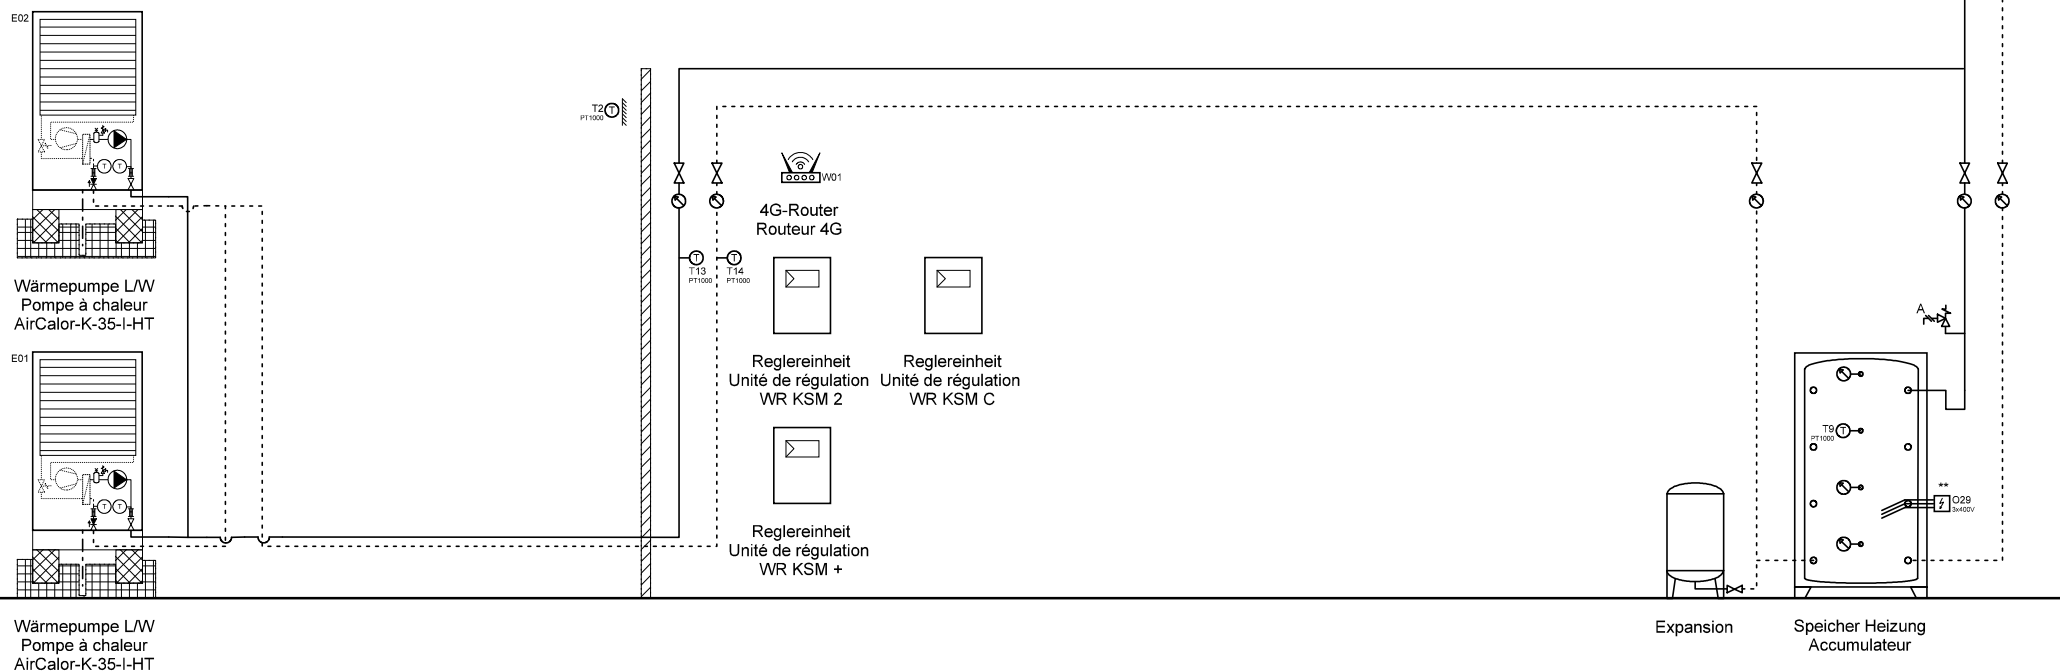 E02
T2
PT1000
W01
4G-Router
Routeur 4G
T13
PT1000
T14
PT1000
Wärmepumpe L/W
Pompe à chaleur
AirCalor-K-35-I-HT
A
E01
Reglereinheit
Unité de régulation
WR KSM 2
Reglereinheit
Unité de régulation
WR KSM C
T9
PT1000
**
O29
3x400V
Reglereinheit
Unité de régulation
WR KSM +
Wärmepumpe L/W
Pompe à chaleur
AirCalor-K-35-I-HT
Expansion
Speicher Heizung
Accumulateur
T
T
T
T
T
T
T
T